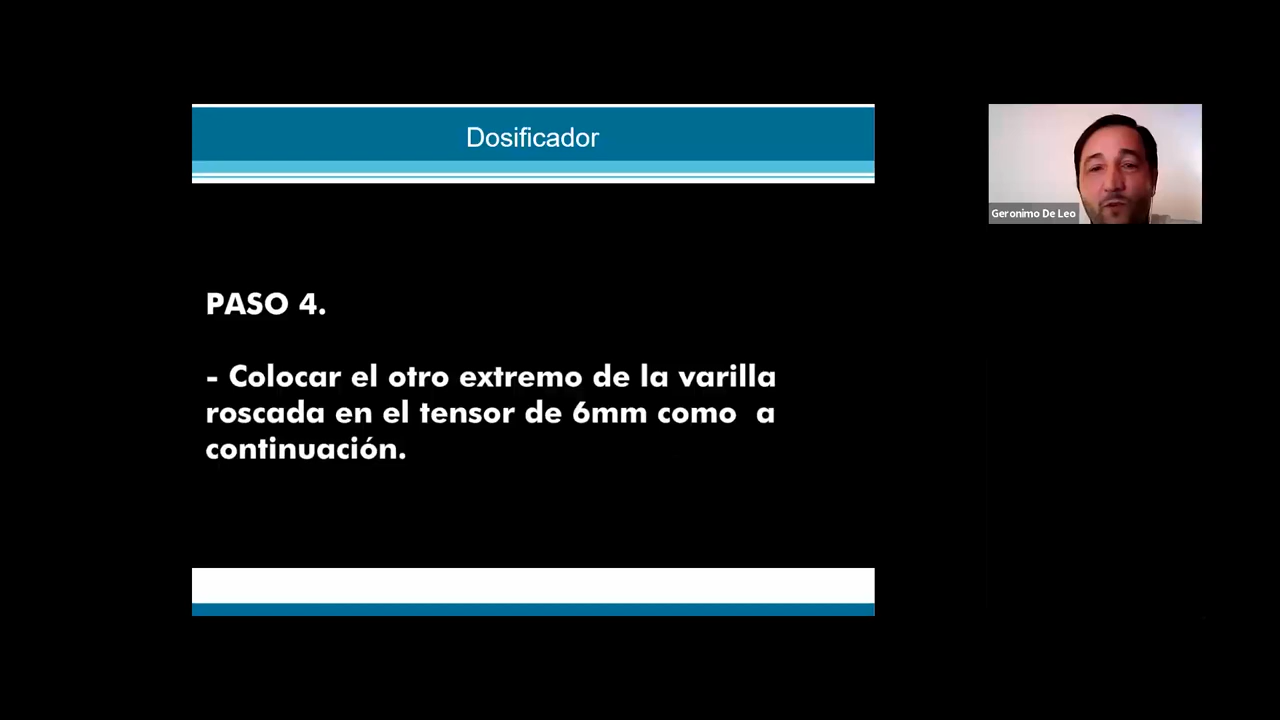 Dosificador
Geronimo De Leo
PASO 4.
- Colocar el otro extremo de la varilla
roscada en el tensor de 6mm como  a
continuación.